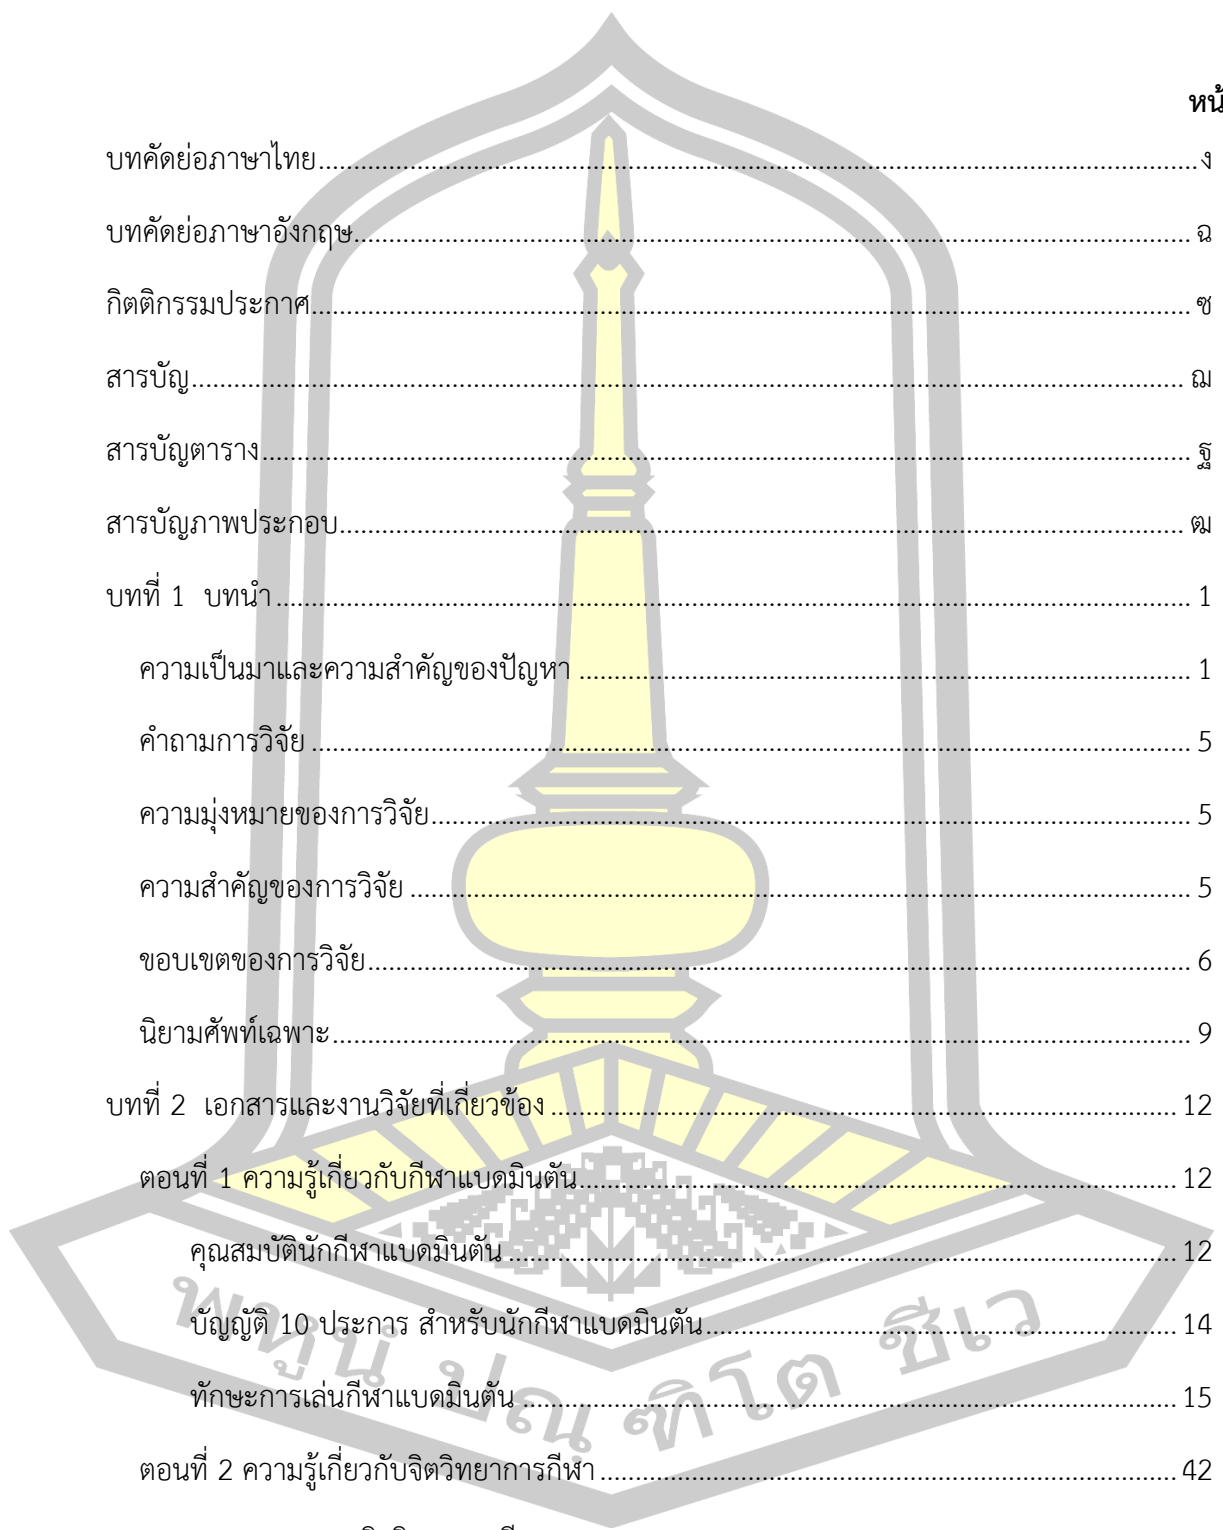 บทคัดย่อภาษาไทย.......... ง
บทคัดย่อภาษาอังกฤษ.......... ฉ
กิตติกรรมประกาศ.......... ซ
สารบัญ.......... ฌ
สารบัญตาราง.......... ฐ
สารบัญภาพประกอบ.......... ฒ
บทที่ 1 บทนำ.......... 1
ความเป็นมาและความสำคัญของปัญหา.......... 1
คำถามการวิจัย.......... 5
ความมุ่งหมายของการวิจัย.......... 5
ความสำคัญของการวิจัย.......... 5
ขอบเขตของการวิจัย.......... 6
นิยามศัพท์เฉพาะ.......... 9
บทที่ 2 เอกสารและงานวิจัยที่เกี่ยวข้อง.......... 12
ตอนที่ 1 ความรู้เกี่ยวกับกีฬาแบดมินตัน.......... 12
คุณสมบัตินักกีฬาแบดมินตัน.......... 12
บัญญัติ 10 ประการ สำหรับนักกีฬาแบดมินตัน.......... 14
ทักษะการเล่นกีฬาแบดมินตัน.......... 15
ตอนที่ 2 ความรู้เกี่ยวกับจิตวิทยาการกีฬา.......... 42
พหูนํ ปณฺฑิโต ชีเว